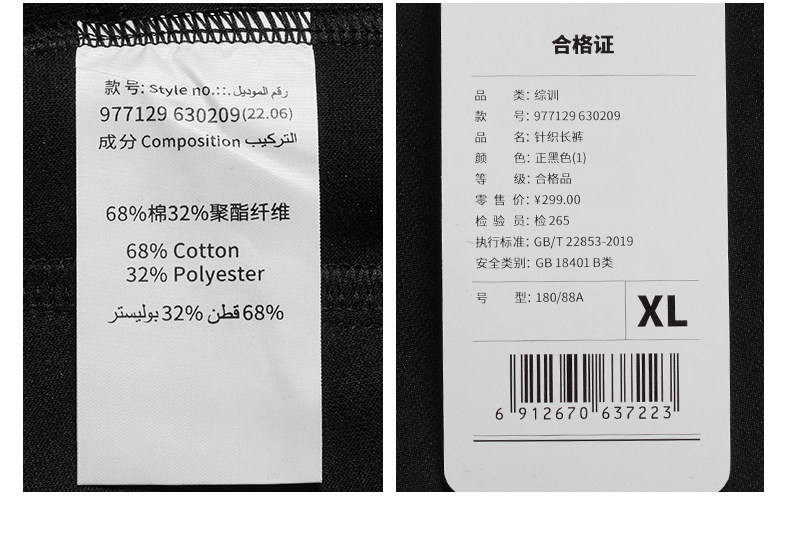 款号: Style no.::. رقم الموديل
977129 630209(22.06)
成分 Composition التركيب
68%棉32%聚酯纤维
68% Cotton
32% Polyester
68% قطن 32% بوليستر
合格证
品 类: 综训
款 号: 977129 630209
品 名: 针织长裤
颜 色: 正黑色(1)
等 级: 合格品
零 售 价: ¥299.00
检 验 员: 检 265
执行标准: GB/T 22853-2019
安全类别: GB 18401 B类
号 型: 180/88A
XL
6 912670 637223